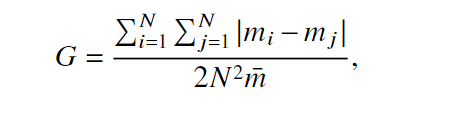 G = \frac{\sum_{i=1}^{N} \sum_{j=1}^{N} |m_i - m_j|}{2N^2 \bar{m}},